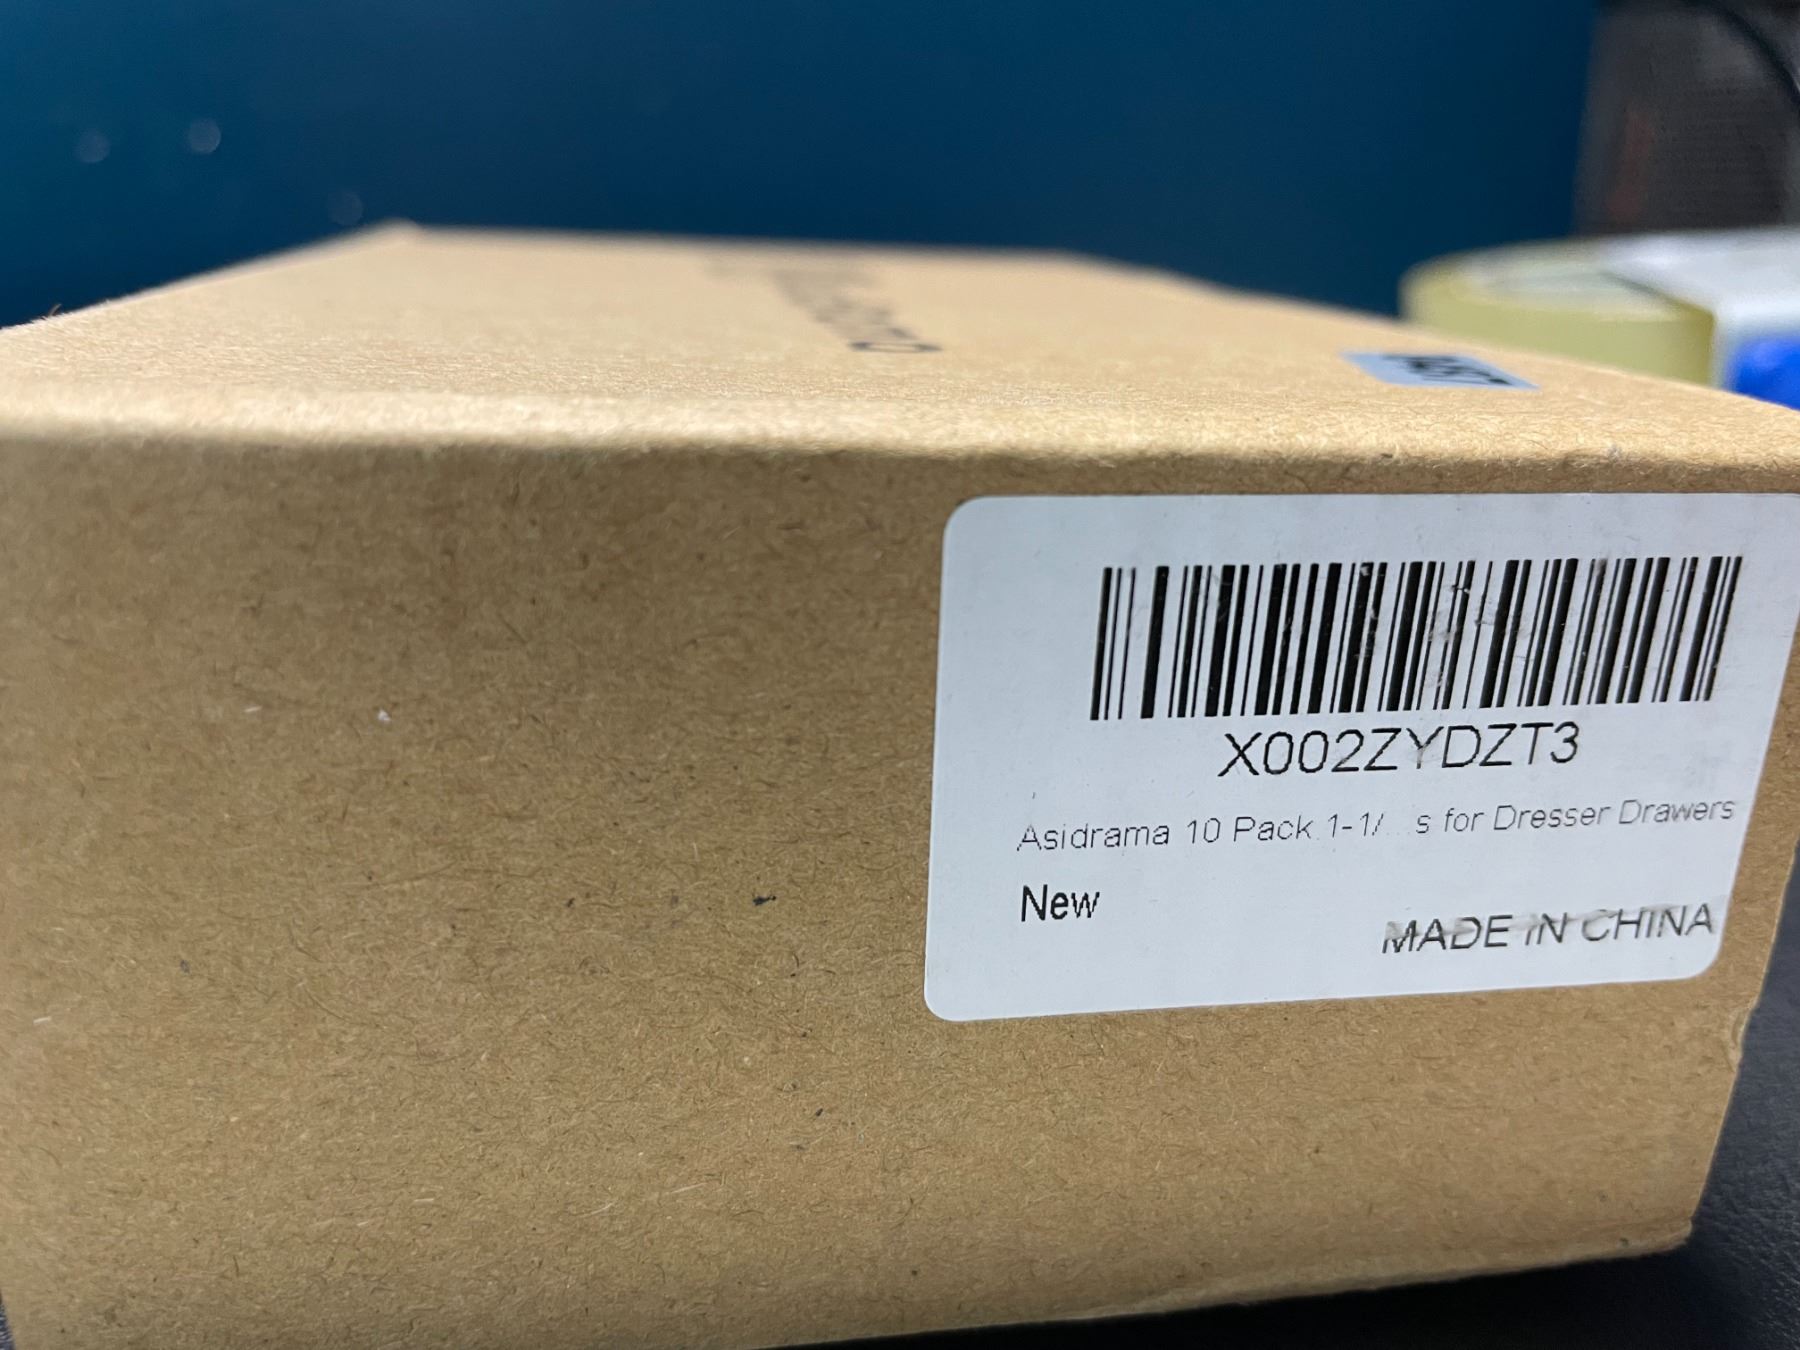 X002ZYDZT3
Asidrama 10 Pack 1-1/...s for Dresser Drawers
New
MADE IN CHINA